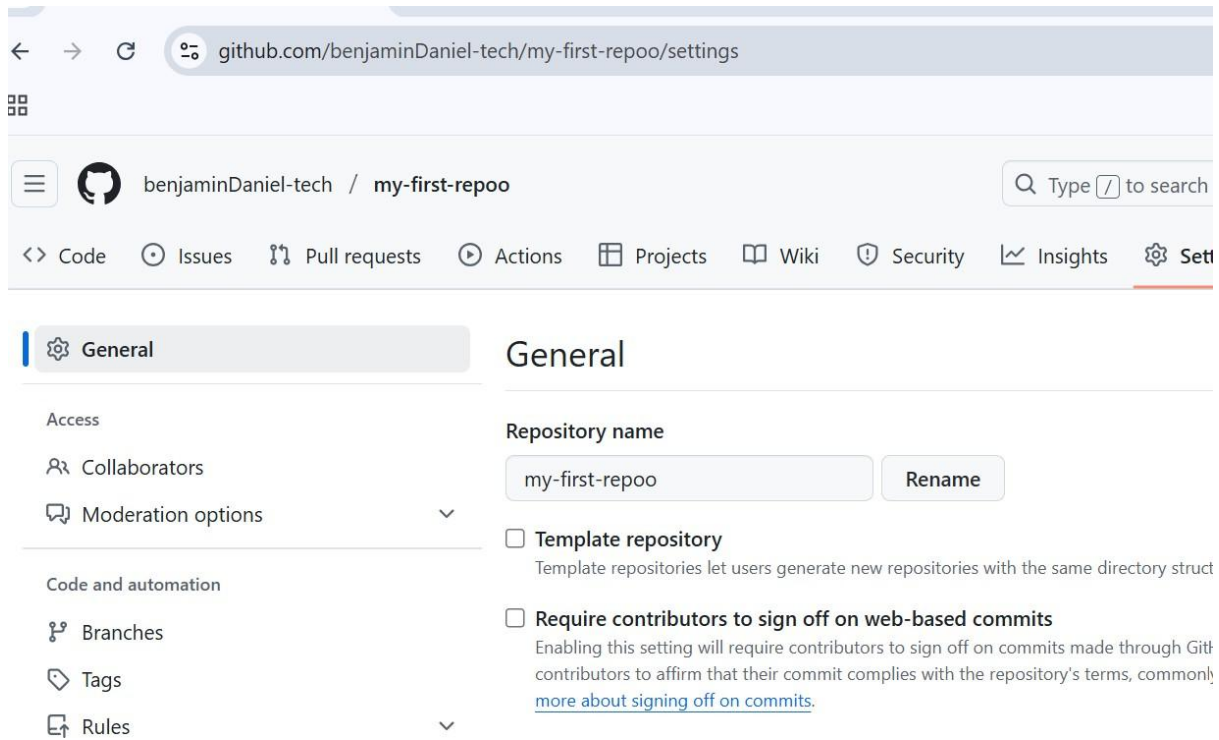 github.com/benjaminDaniel-tech/my-first-repoo/settings
benjaminDaniel-tech / my-first-repoo
Type / to search
Code Issues Pull requests Actions Projects Wiki Security Insights Sett
General
Access
Collaborators
Moderation options
Code and automation
Branches
Tags
Rules
General
Repository name
my-first-repoo Rename
Template repository
Template repositories let users generate new repositories with the same directory struct
Require contributors to sign off on web-based commits
Enabling this setting will require contributors to sign off on commits made through Git
contributors to affirm that their commit complies with the repository's terms, commonly
more about signing off on commits.